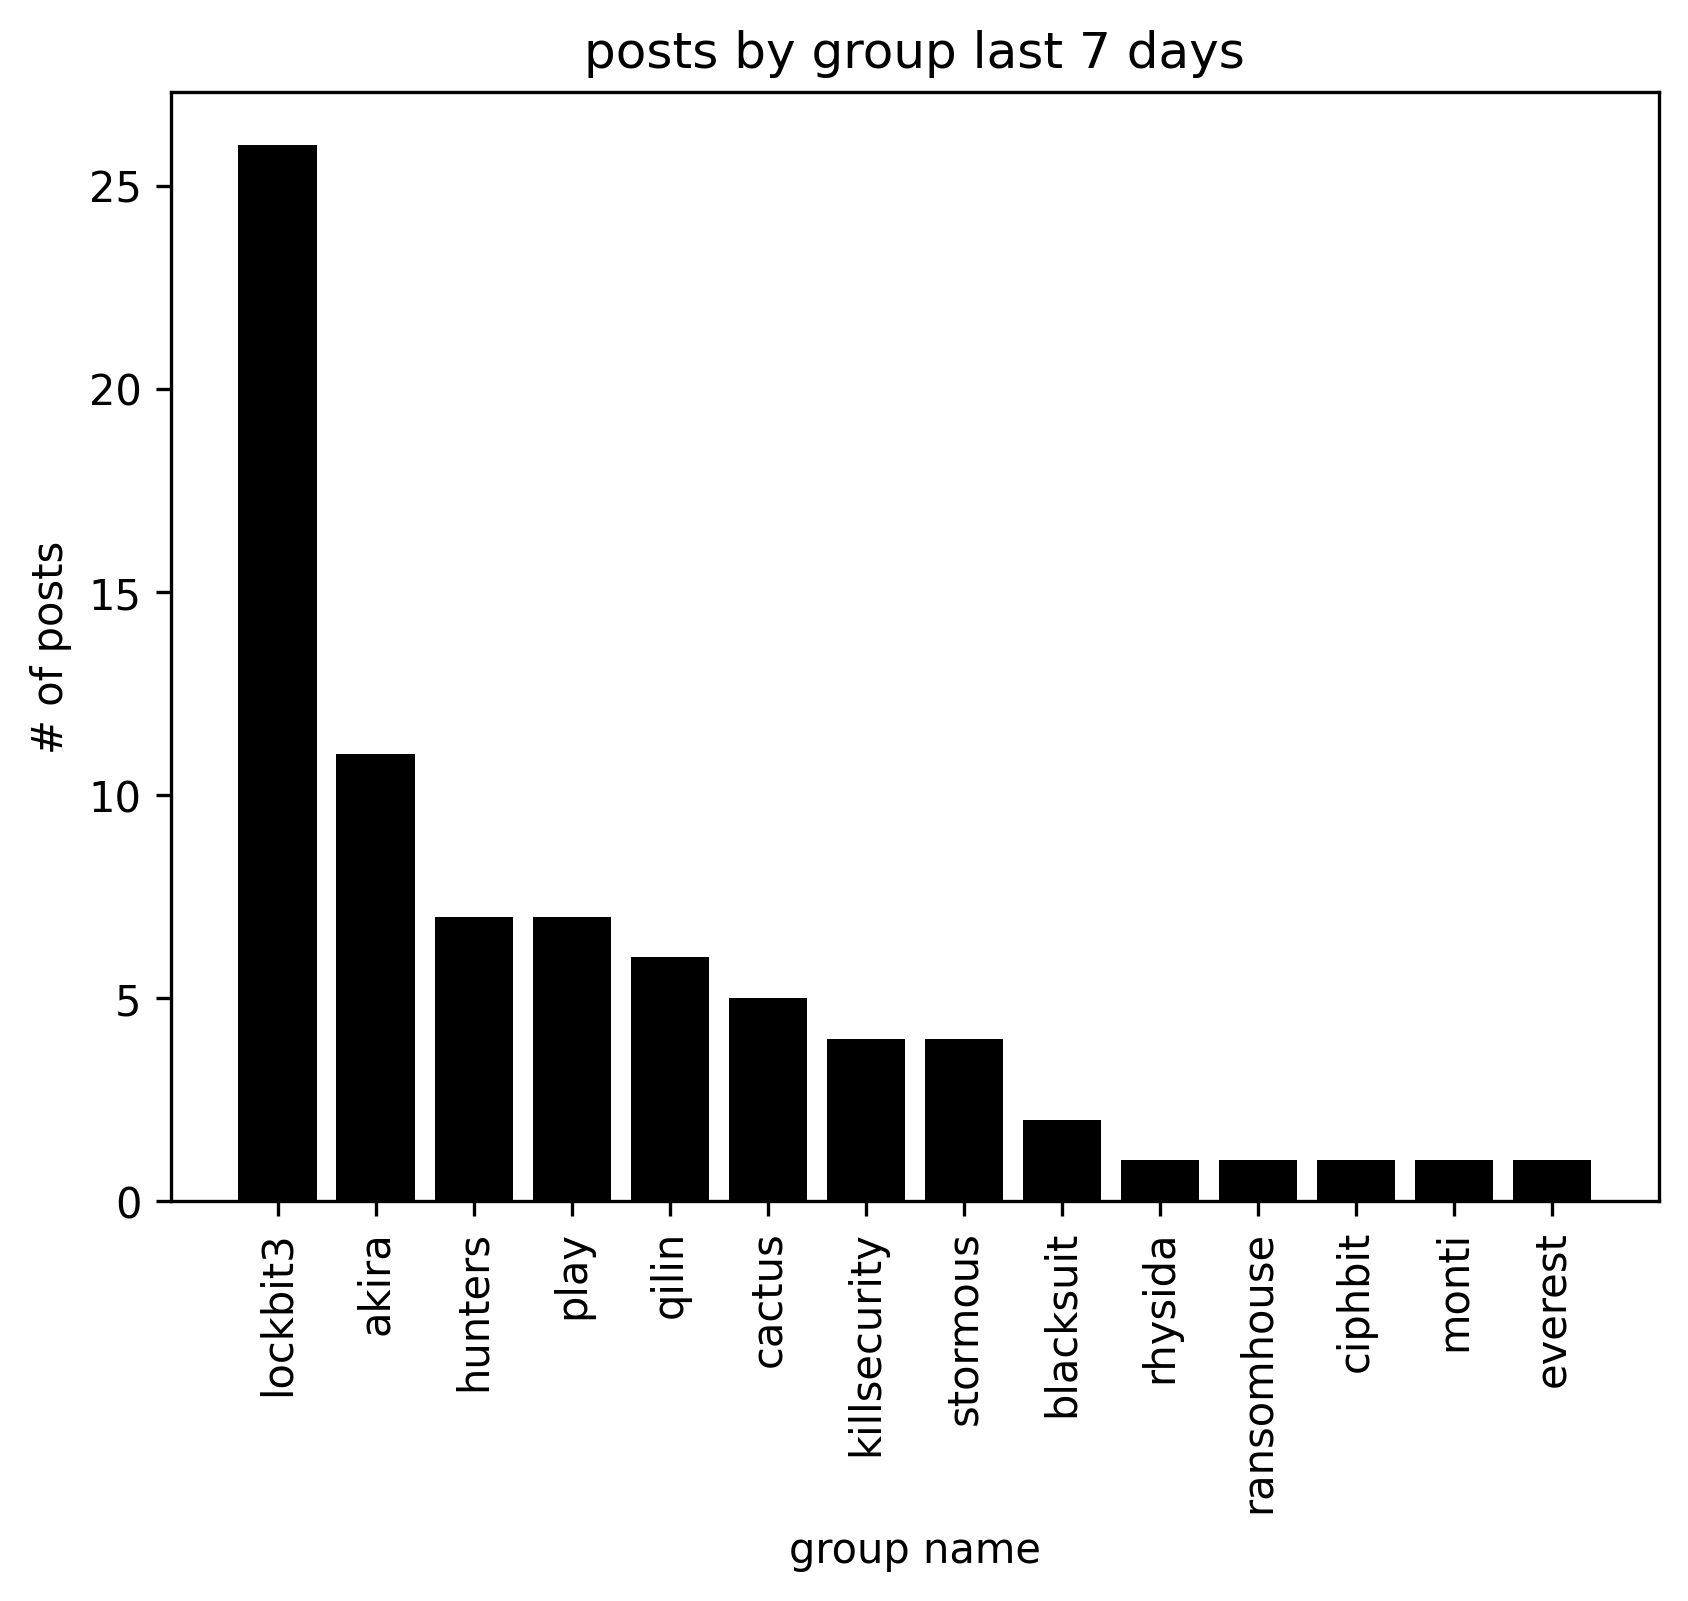 posts by group last 7 days
# of posts
25
20
15
10
5
0
lockbit3
akira
hunters
play
qilin
cactus
killsecurity
stormous
blacksuit
rhysida
ransomhouse
ciphbit
monti
everest
group name